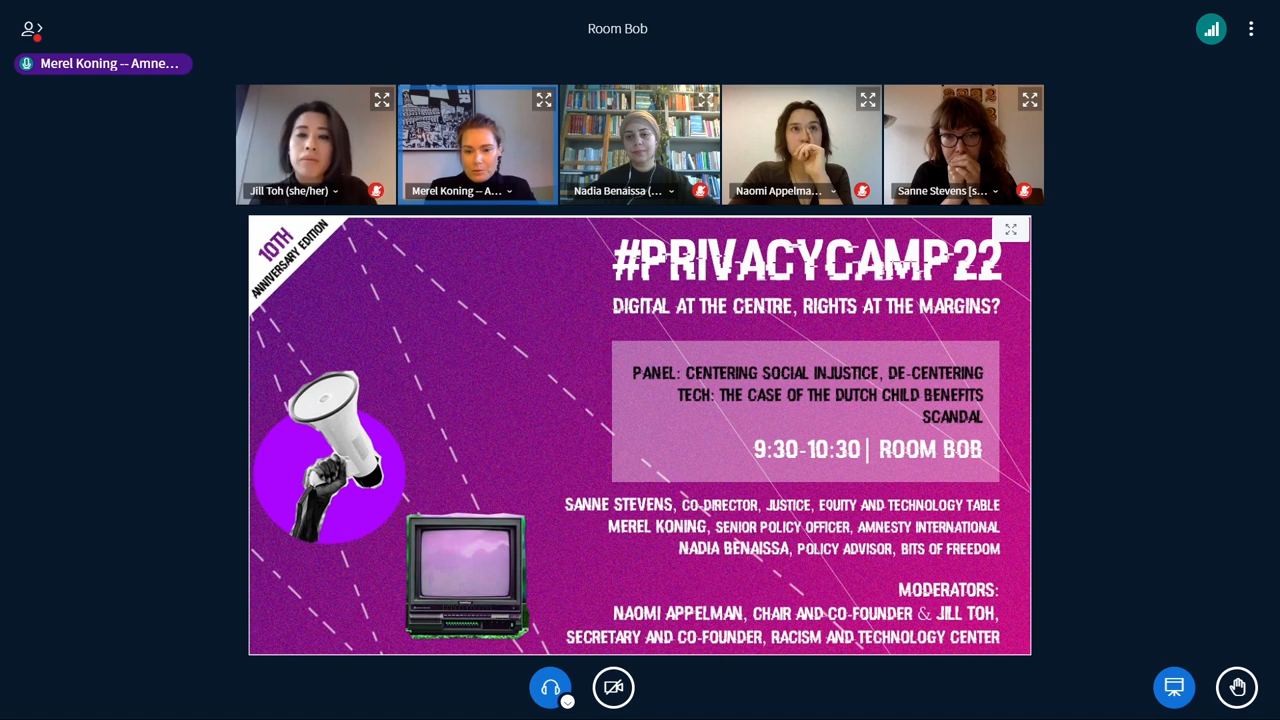 Room Bob
Merel Koning -- Amne...
Jill Toh (she/her)
Merel Koning -- A...
Nadia Benaissa (...
Naomi Appelma...
Sanne Stevens [s...
10TH
ANNIVERSARY EDITION
#PRIVACYCAMP22
DIGITAL AT THE CENTRE, RIGHTS AT THE MARGINS?
PANEL: CENTERING SOCIAL INJUSTICE, DE-CENTERING
TECH: THE CASE OF THE DUTCH CHILD BENEFITS
SCANDAL
9:30-10:30| ROOM BOB
SANNE STEVENS, CO-DIRECTOR, JUSTICE, EQUITY AND TECHNOLOGY TABLE
MEREL KONING, SENIOR POLICY OFFICER, AMNESTY INTERNATIONAL
NADIA BENAISSA, POLICY ADVISOR, BITS OF FREEDOM
MODERATORS:
NAOMI APPELMAN, CHAIR AND CO-FOUNDER & JILL TOH,
SECRETARY AND CO-FOUNDER, RACISM AND TECHNOLOGY CENTER